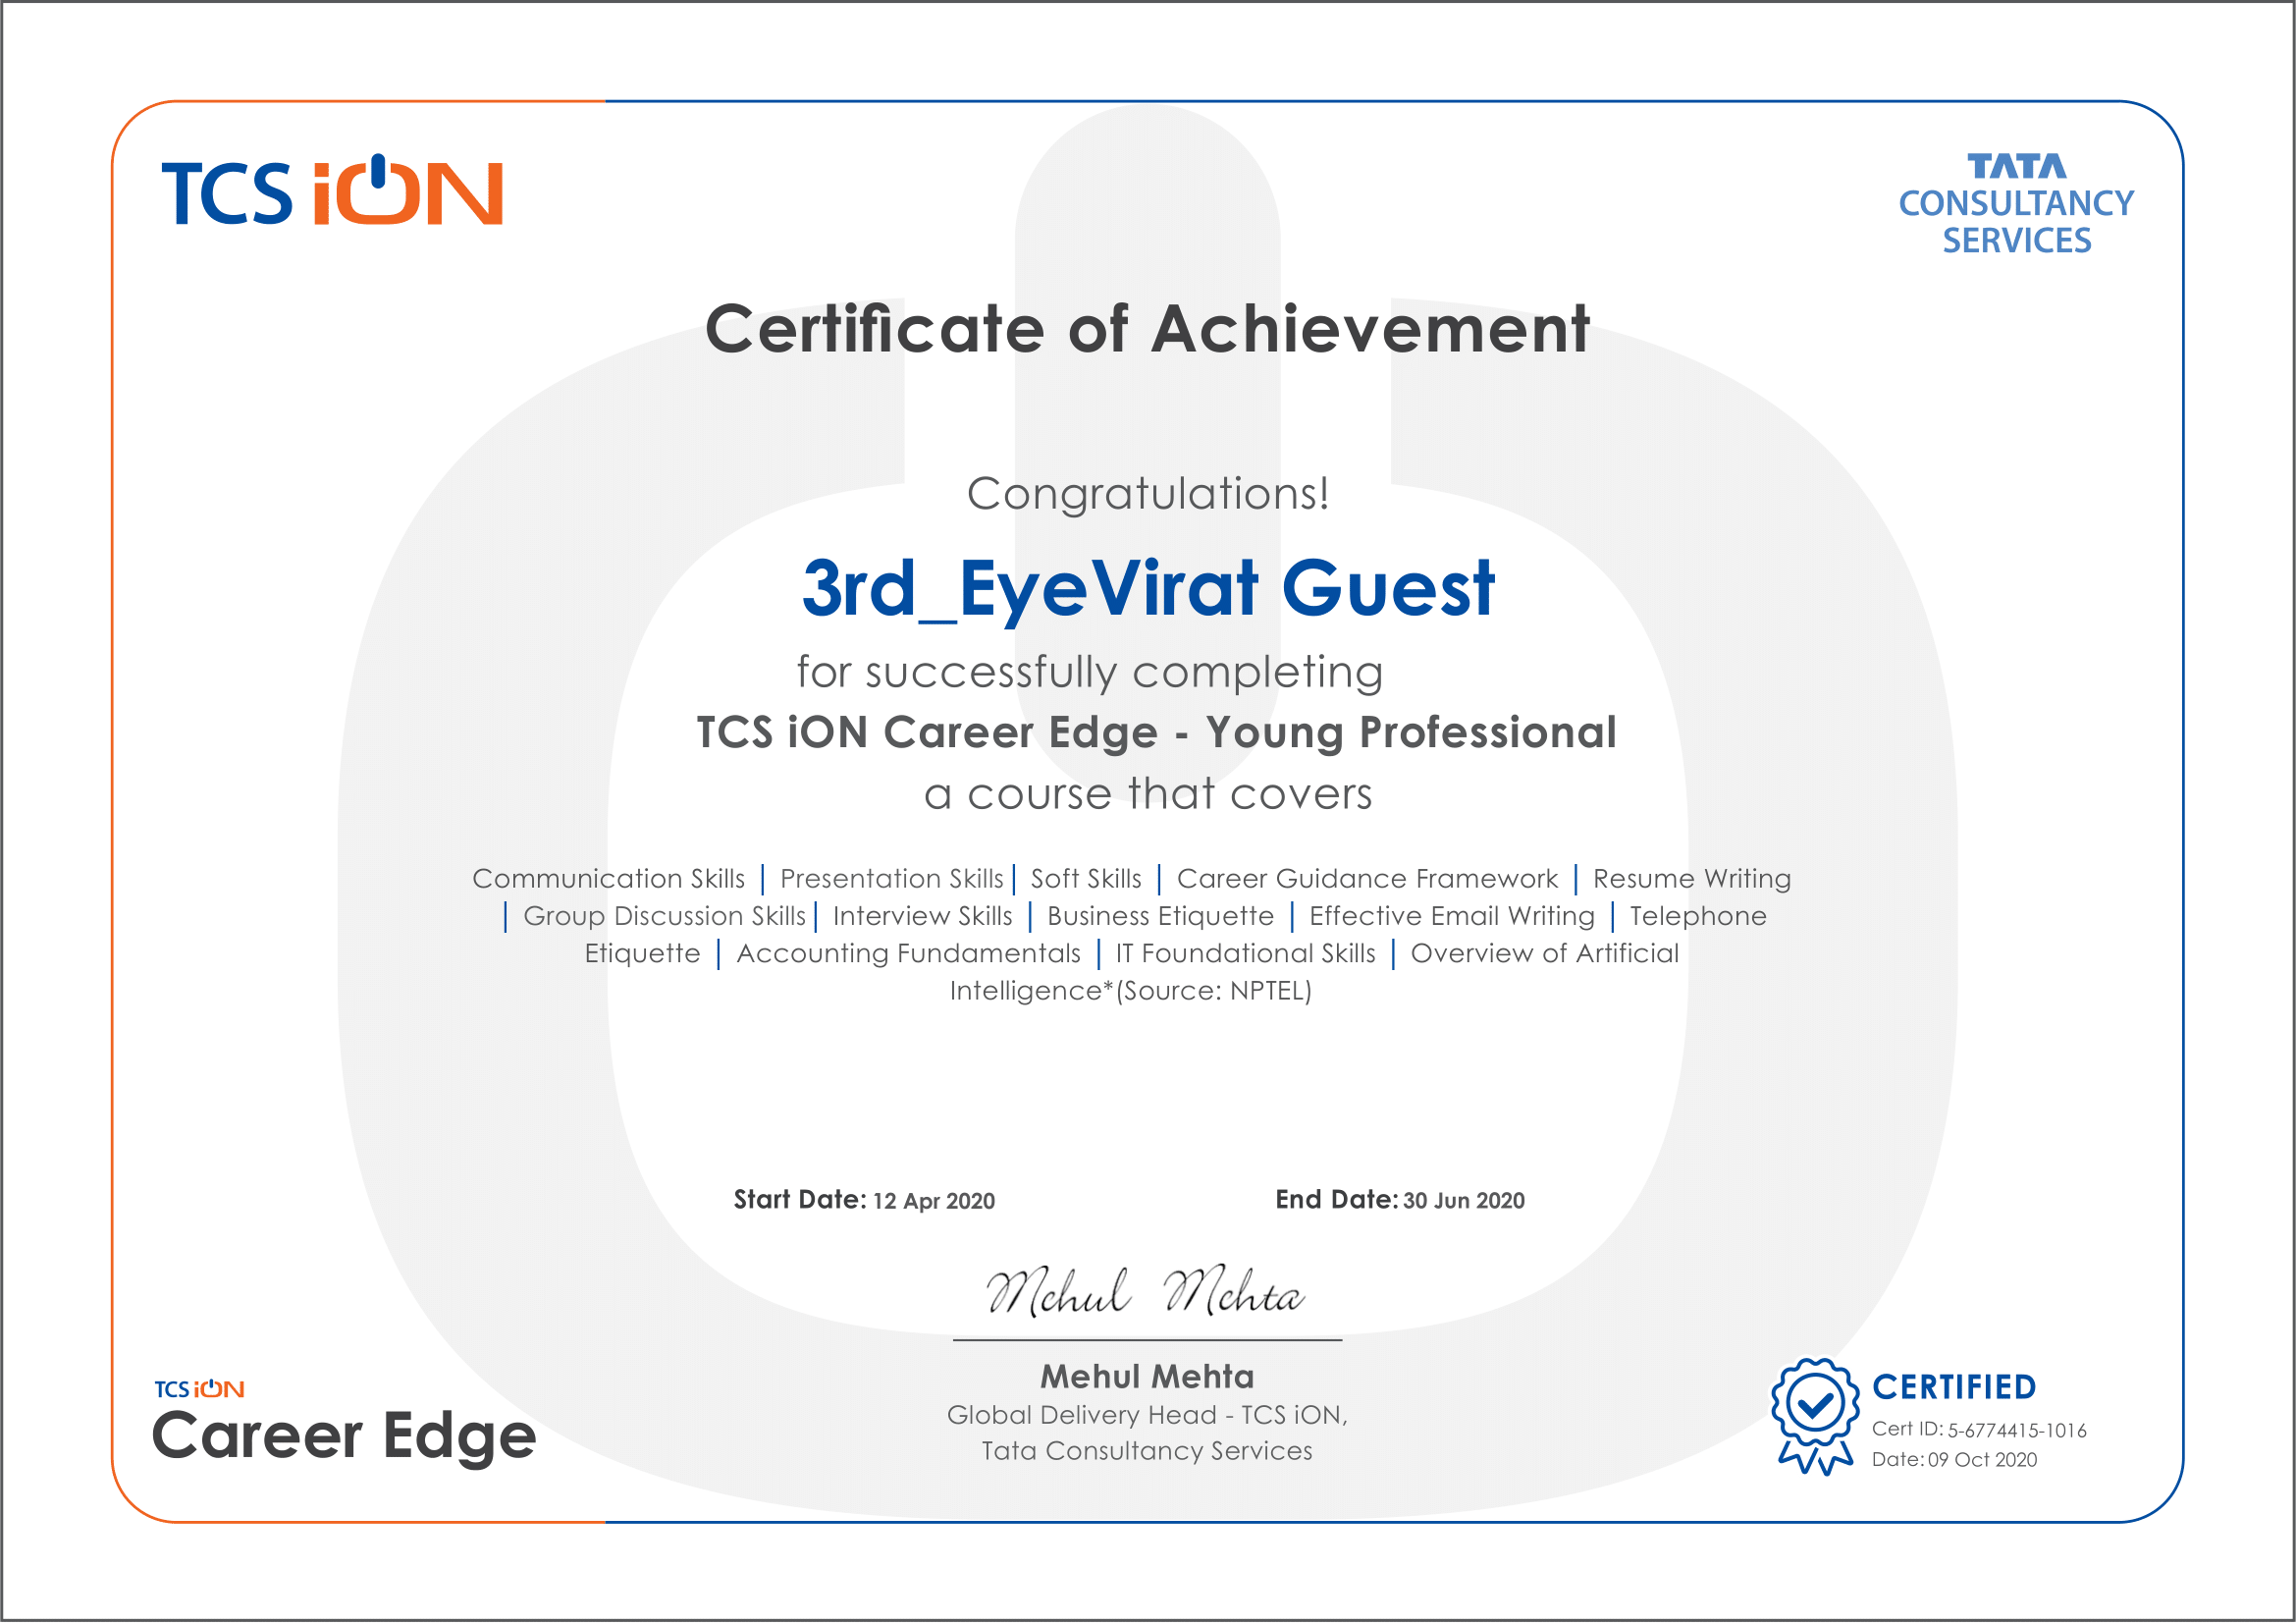 TCS iON
TATA
CONSULTANCY
SERVICES
Certificate of Achievement
Congratulations!
3rd_EyeVirat Guest
for successfully completing
TCS iON Career Edge - Young Professional
a course that covers
Communication Skills | Presentation Skills | Soft Skills | Career Guidance Framework | Resume Writing
| Group Discussion Skills | Interview Skills | Business Etiquette | Effective Email Writing | Telephone
Etiquette | Accounting Fundamentals | IT Foundational Skills | Overview of Artificial
Intelligence*(Source: NPTEL)
Start Date: 12 Apr 2020
End Date: 30 Jun 2020
Mehul Mehta
Mehul Mehta
Global Delivery Head - TCS iON,
Tata Consultancy Services
TCS iON
Career Edge
CERTIFIED
Cert ID: 5-6774415-1016
Date: 09 Oct 2020